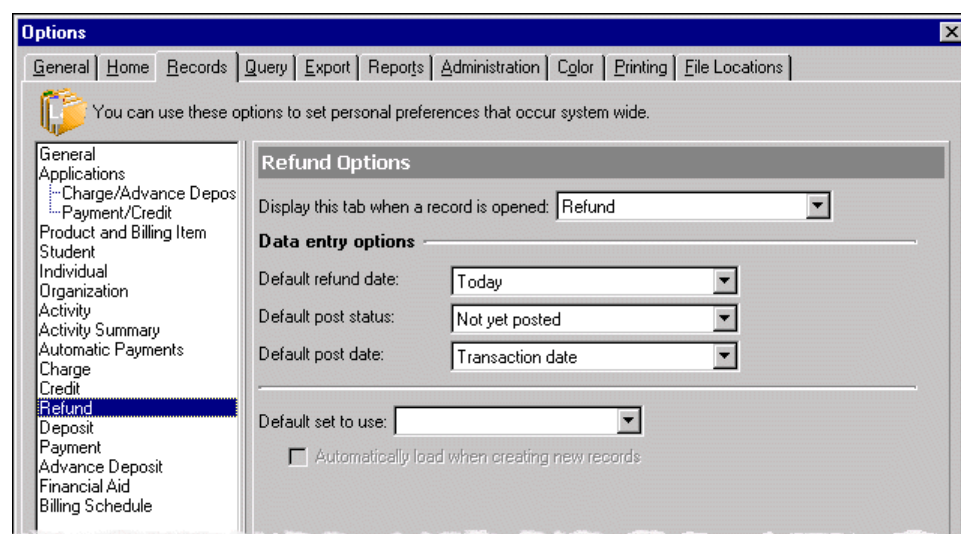 Options
General Home Records Query Export Reports Administration Color Printing File Locations
You can use these options to set personal preferences that occur system wide.
General
Applications
Charge/Advance Depos
Payment/Credit
Product and Billing Item
Student
Individual
Organization
Activity
Activity Summary
Automatic Payments
Charge
Credit
Refund
Deposit
Payment
Advance Deposit
Financial Aid
Billing Schedule
Refund Options
Display this tab when a record is opened: Refund
Data entry options
Default refund date: Today
Default post status: Not yet posted
Default post date: Transaction date
Default set to use:
Automatically load when creating new records